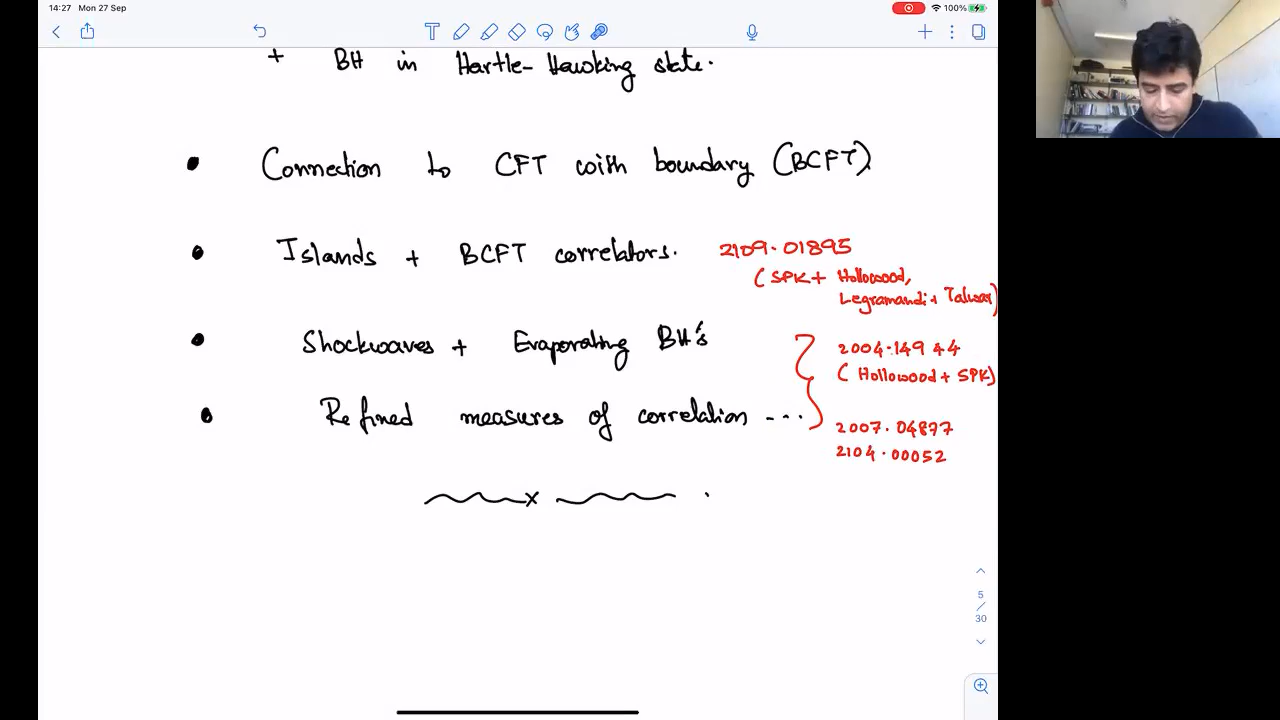 14:27 Mon 27 Sep
100%
+ BH in Hartle-Hawking state.
• Connection to CFT with boundary (BCFT)
• Islands + BCFT correlators. 2109.01895
(SPK + Hollowood,
Legramandi + Talwar)
• Shockwaves + Evaporating BH's
2004.14944
(Hollowood + SPK)
• Refined measures of correlation ---
2007.04877
2104.00052
5
/
30